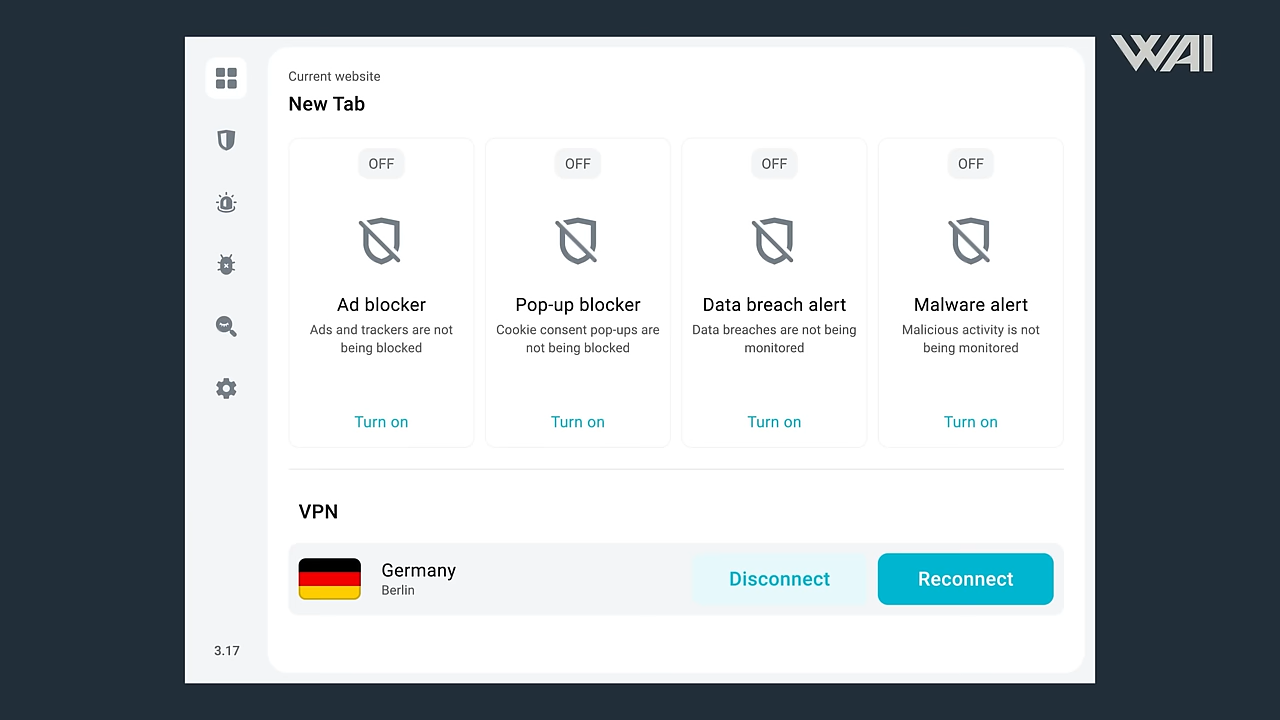 WAI
Current website
New Tab
OFF
OFF
OFF
OFF
Ad blocker
Ads and trackers are not
being blocked
Turn on
Pop-up blocker
Cookie consent pop-ups are
not being blocked
Turn on
Data breach alert
Data breaches are not being
monitored
Turn on
Malware alert
Malicious activity is not
being monitored
Turn on
VPN
Germany
Berlin
Disconnect
Reconnect
3.17